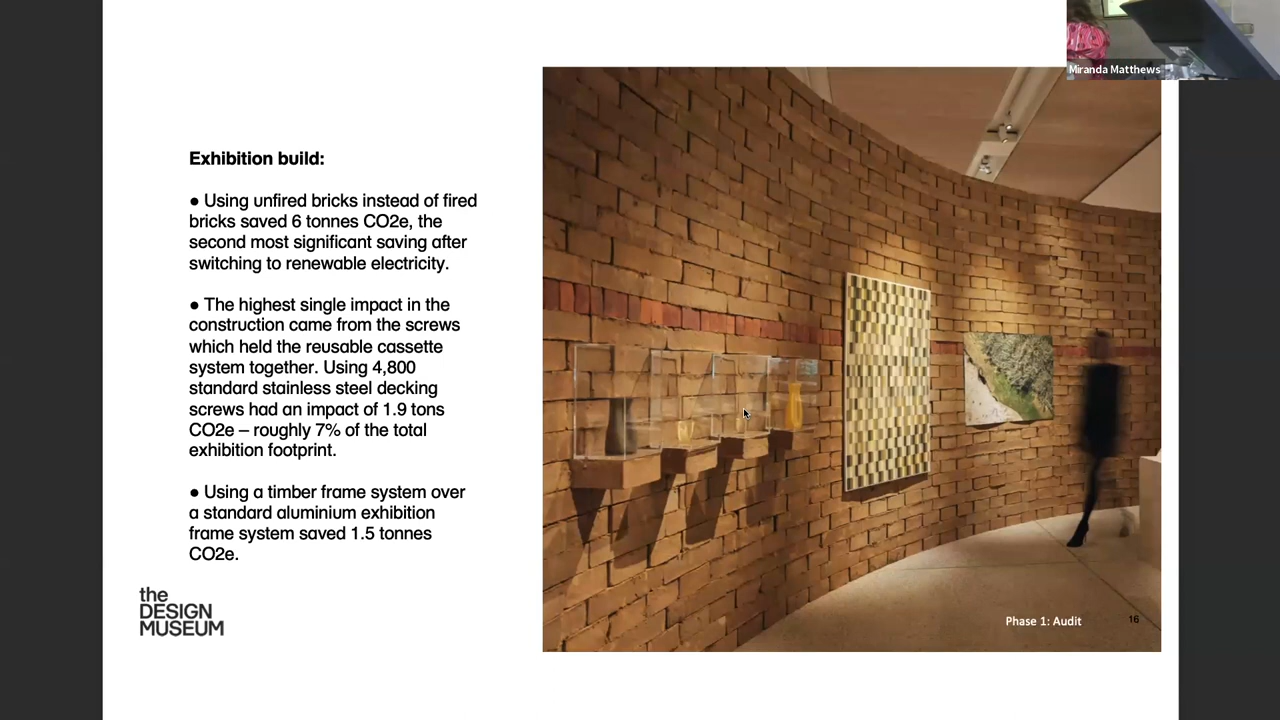 Miranda Matthews
Exhibition build:
● Using unfired bricks instead of fired
bricks saved 6 tonnes CO2e, the
second most significant saving after
switching to renewable electricity.
● The highest single impact in the
construction came from the screws
which held the reusable cassette
system together. Using 4,800
standard stainless steel decking
screws had an impact of 1.9 tons
CO2e – roughly 7% of the total
exhibition footprint.
● Using a timber frame system over
a standard aluminium exhibition
frame system saved 1.5 tonnes
CO2e.
the
DESIGN
MUSEUM
Phase 1: Audit
16